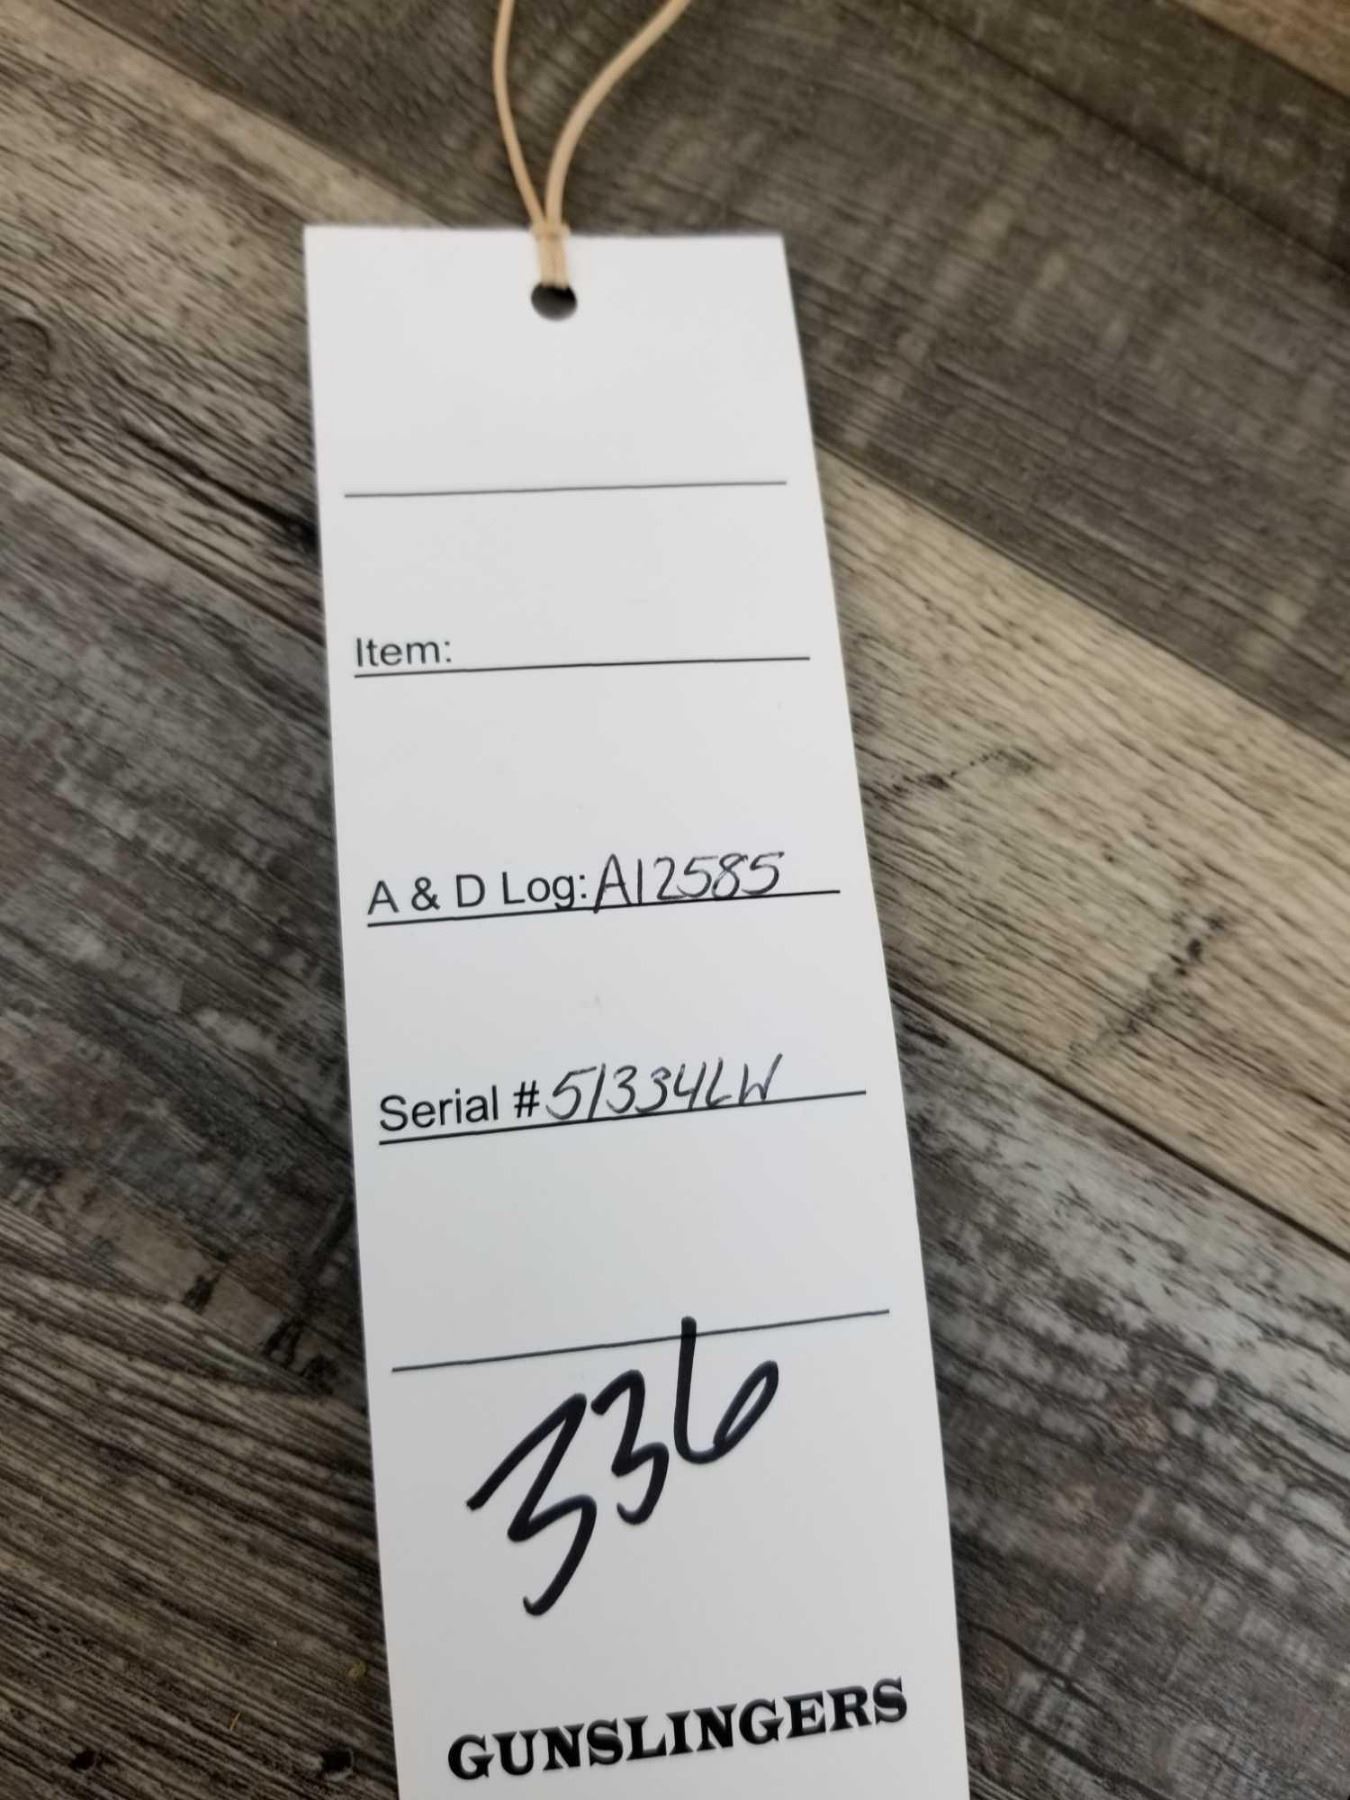 Item:
A & D Log: A12585
Serial # 51334LW
336
GUNSLINGERS